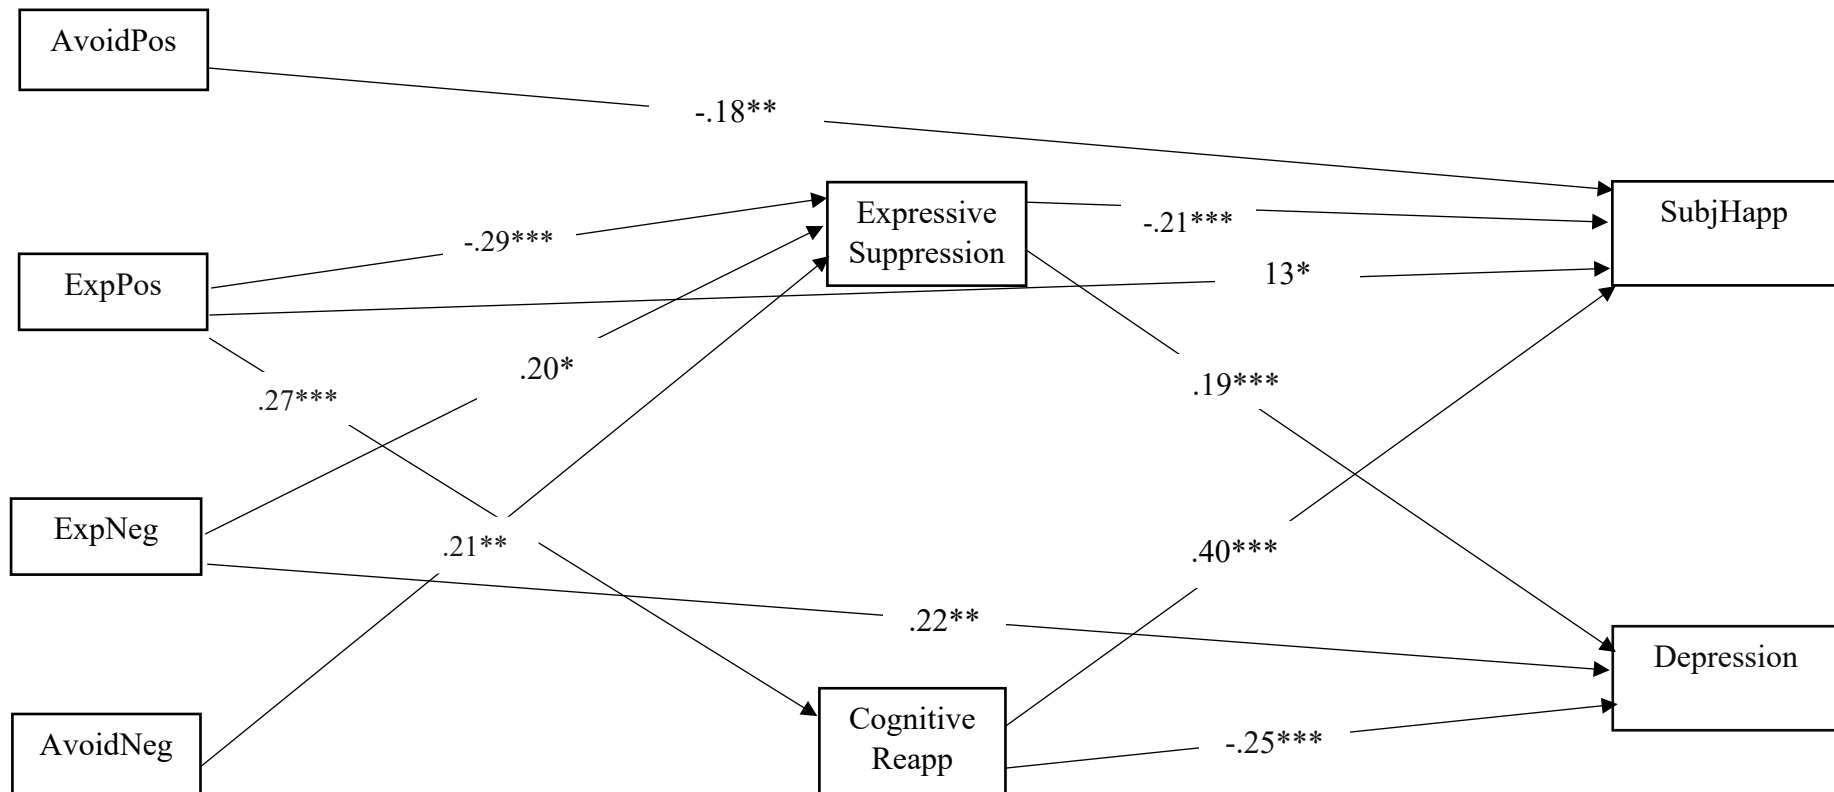 AvoidPos
-.18**
Expressive
Suppression
SubjHapp
-.29***
-.21***
ExpPos
13*
.20*
.27***
.19***
ExpNeg
.21**
.40***
.22**
Depression
AvoidNeg
Cognitive
Reapp
-.25***